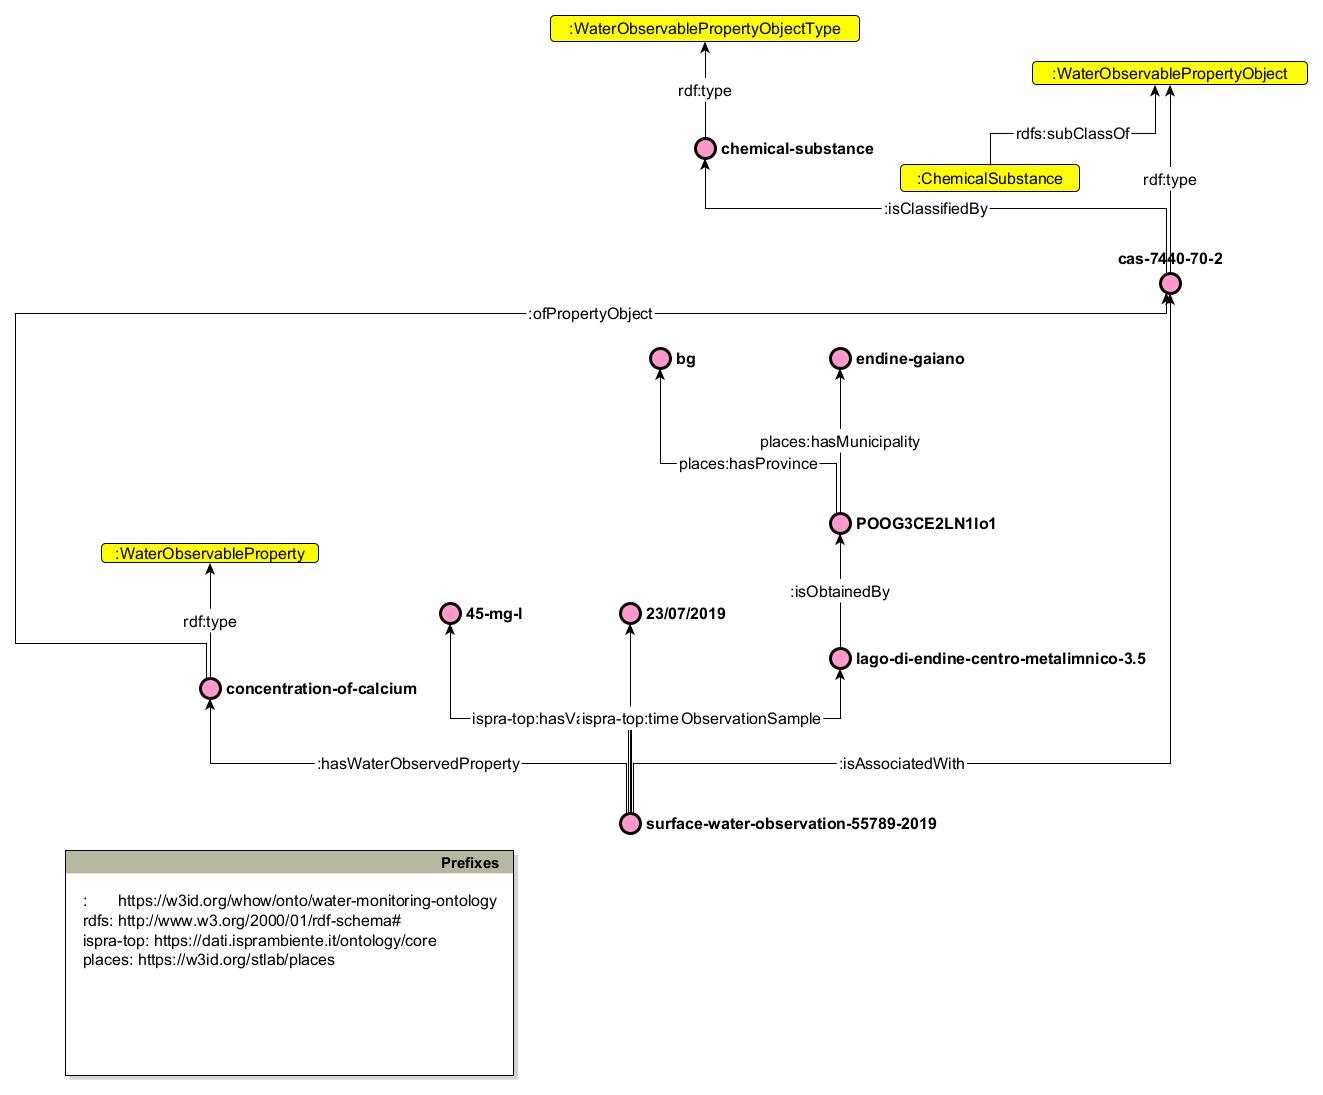 :WaterObservablePropertyObjectType
:WaterObservablePropertyObject
rdf:type
rdfs:subClassOf
chemical-substance
:ChemicalSubstance
rdf:type
:isClassifiedBy
cas-7440-70-2
:ofPropertyObject
bg
endine-gaiano
places:hasMunicipality
places:hasProvince
POOG3CE2LN1lo1
:WaterObservableProperty
:isObtainedBy
45-mg-l
23/07/2019
rdf:type
lago-di-endine-centro-metalimnico-3.5
concentration-of-calcium
ispra-top:hasV ispra-top:time ObservationSample
:hasWaterObservedProperty
:isAssociatedWith
surface-water-observation-55789-2019
Prefixes
: https://w3id.org/whow/onto/water-monitoring-ontology
rdfs: http://www.w3.org/2000/01/rdf-schema#
ispra-top: https://dati.isprambiente.it/ontology/core
places: https://w3id.org/stlab/places